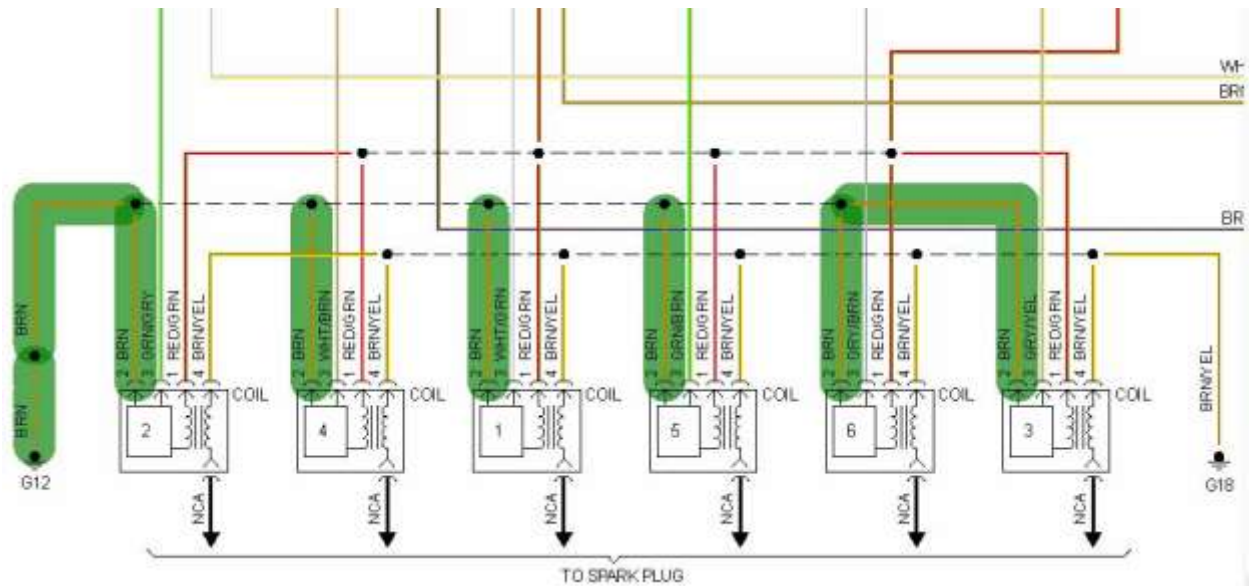 WH
BRN
BR
BRN
BRN
G12
2 BRN
3 GRN/GRY
1 RED/GRN
4 BRN/YEL
COIL
2
NCA
2 BRN
3 WHT/BRN
1 RED/GRN
4 BRN/YEL
COIL
4
NCA
2 BRN
3 WHT/GRN
1 RED/GRN
4 BRN/YEL
COIL
1
NCA
2 BRN
3 GRN/BRN
1 RED/GRN
4 BRN/YEL
COIL
5
NCA
2 BRN
3 GRY/BRN
1 RED/GRN
4 BRN/YEL
COIL
6
NCA
2 BRN
3 GRY/YEL
1 RED/GRN
4 BRN/YEL
COIL
3
NCA
BRN/YEL
G18
TO SPARK PLUG